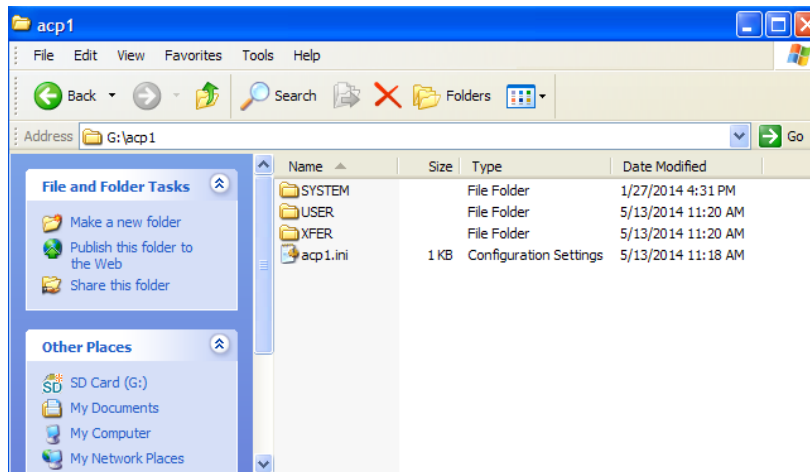 acp1
File Edit View Favorites Tools Help
Back Search Folders
Address G:\acp1 Go
Name Size Type Date Modified
File and Folder Tasks
Make a new folder
Publish this folder to
the Web
Share this folder
Other Places
SD Card (G:)
My Documents
My Computer
My Network Places
SYSTEM File Folder 1/27/2014 4:31 PM
USER File Folder 5/13/2014 11:20 AM
XFER File Folder 5/13/2014 11:20 AM
acp1.ini 1 KB Configuration Settings 5/13/2014 11:18 AM